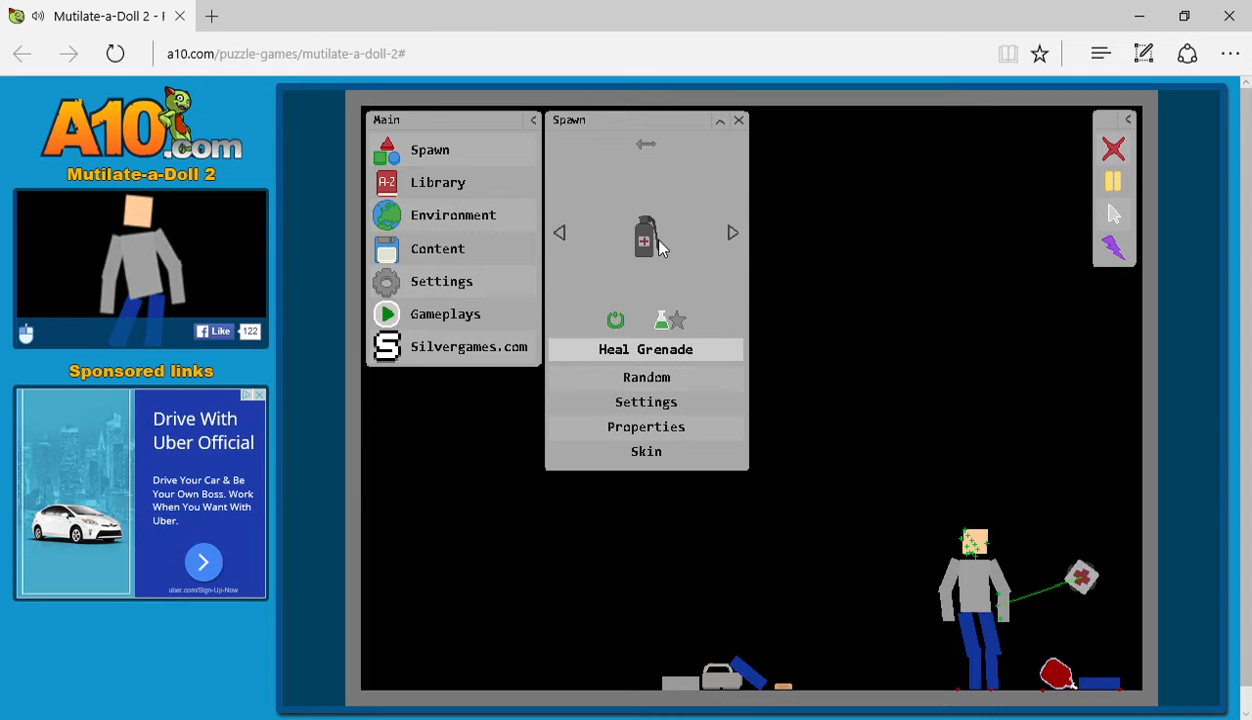 Mutilate-a-Doll 2 - F
a10.com/puzzle-games/mutilate-a-doll-2#
A10.com
Mutilate-a-Doll 2
Like 122
Sponsored links
Drive With
Uber Official
Drive Your Car & Be
Your Own Boss. Work
When You Want With
Uber.
uber.com/Sign-Up-Now
Main
A-Z
Spawn
Library
Environment
Content
Settings
Gameplays
S Silvergames.com
Spawn
Heal Grenade
Random
Settings
Properties
Skin